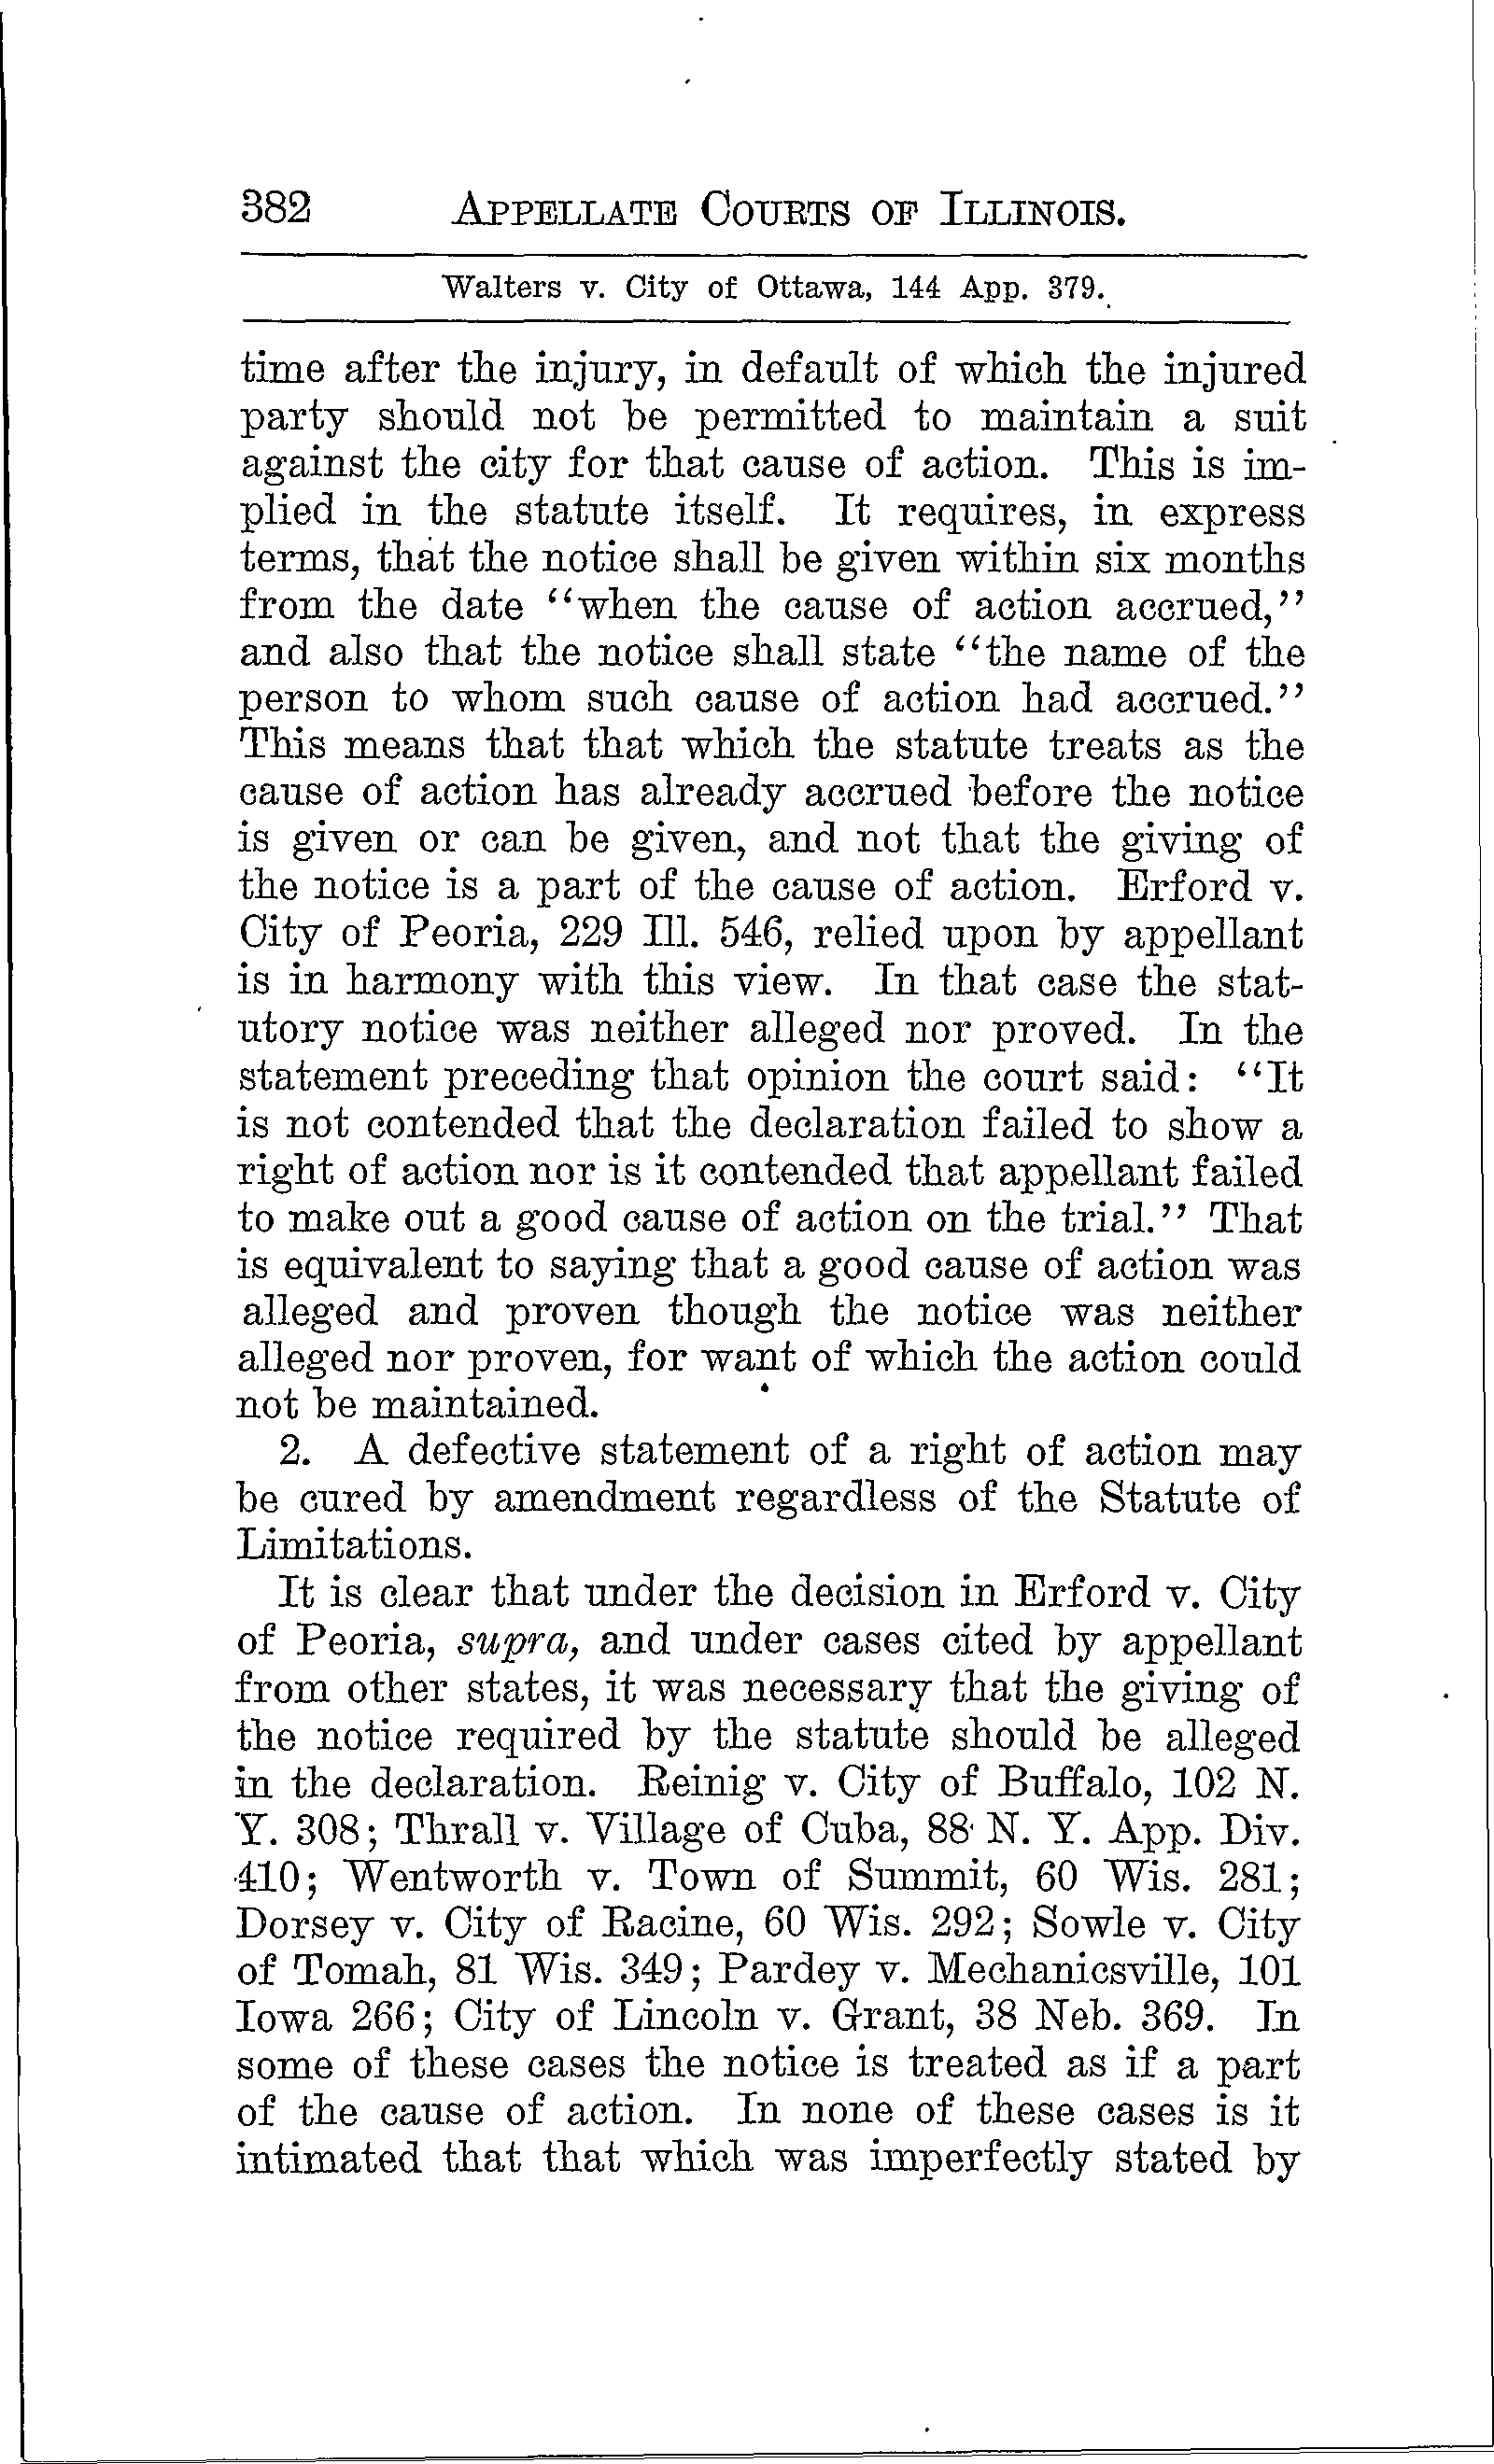 382 APPELLATE COURTS OF ILLINOIS.
Walters v. City of Ottawa, 144 App. 379.
time after the injury, in default of which the injured
party should not be permitted to maintain a suit
against the city for that cause of action. This is im-
plied in the statute itself. It requires, in express
terms, that the notice shall be given within six months
from the date "when the cause of action accrued,"
and also that the notice shall state "the name of the
person to whom such cause of action had accrued."
This means that that which the statute treats as the
cause of action has already accrued before the notice
is given or can be given, and not that the giving of
the notice is a part of the cause of action. Erford v.
City of Peoria, 229 Ill. 546, relied upon by appellant
is in harmony with this view. In that case the stat-
utory notice was neither alleged nor proved. In the
statement preceding that opinion the court said: "It
is not contended that the declaration failed to show a
right of action nor is it contended that appellant failed
to make out a good cause of action on the trial." That
is equivalent to saying that a good cause of action was
alleged and proven though the notice was neither
alleged nor proven, for want of which the action could
not be maintained.
2. A defective statement of a right of action may
be cured by amendment regardless of the Statute of
Limitations.
It is clear that under the decision in Erford v. City
of Peoria, supra, and under cases cited by appellant
from other states, it was necessary that the giving of
the notice required by the statute should be alleged
in the declaration. Reinig v. City of Buffalo, 102 N.
Y. 308; Thrall v. Village of Cuba, 88 N. Y. App. Div.
410; Wentworth v. Town of Summit, 60 Wis. 281;
Dorsey v. City of Racine, 60 Wis. 292; Sowle v. City
of Tomah, 81 Wis. 349; Pardey v. Mechanicsville, 101
Iowa 266; City of Lincoln v. Grant, 38 Neb. 369. In
some of these cases the notice is treated as if a part
of the cause of action. In none of these cases is it
intimated that that which was imperfectly stated by